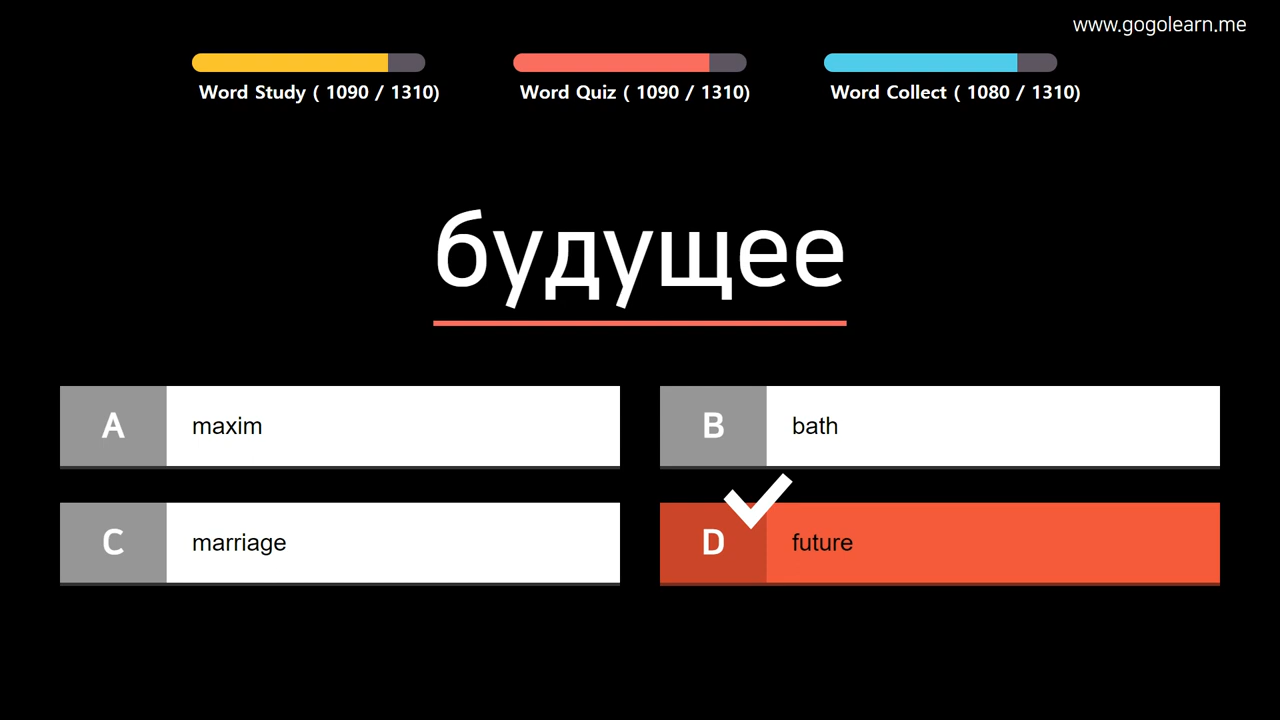 www.gogolearn.me
Word Study ( 1090 / 1310)
Word Quiz ( 1090 / 1310)
Word Collect ( 1080 / 1310)
будущее
A maxim
B bath
C marriage
D future